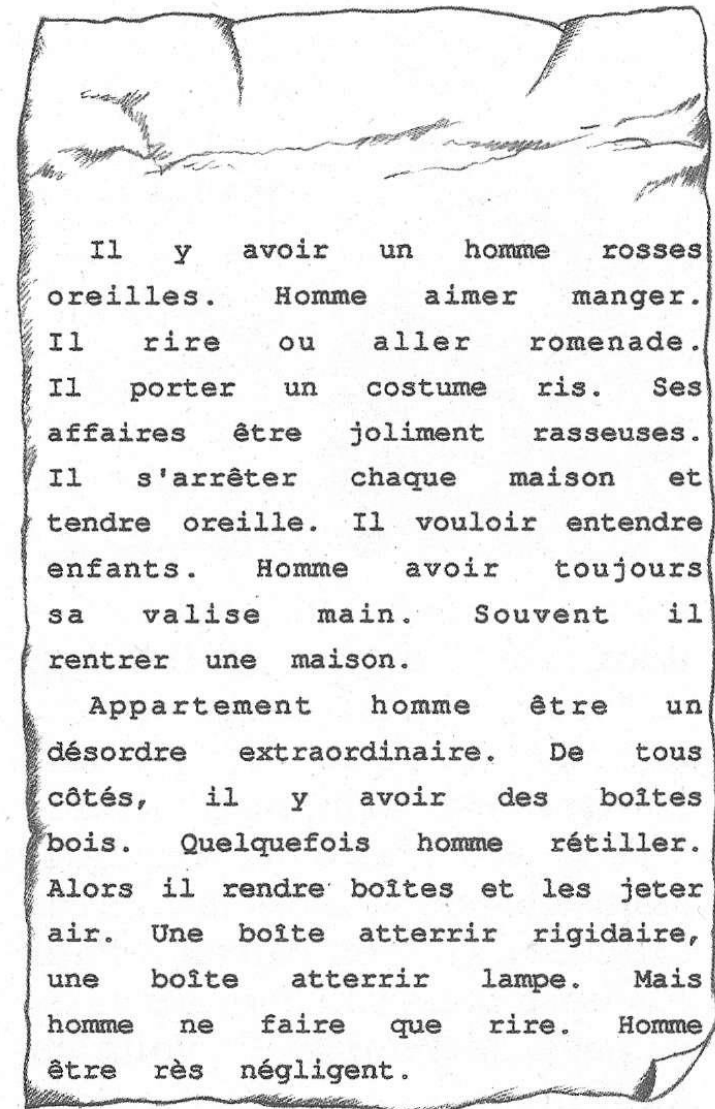 Il y avoir un homme rosses
oreilles. Homme aimer manger.
Il rire ou aller romenade.
Il porter un costume ris. Ses
affaires être joliment rasseuses.
Il s'arrêter chaque maison et
tendre oreille. Il vouloir entendre
enfants. Homme avoir toujours
sa valise main. Souvent il
rentrer une maison.
Appartement homme être un
désordre extraordinaire. De tous
côtés, il y avoir des boîtes
bois. Quelquefois homme rétiller.
Alors il rendre boîtes et les jeter
air. Une boîte atterrir rigidaire,
une boîte atterrir lampe. Mais
homme ne faire que rire. Homme
être rès négligent.